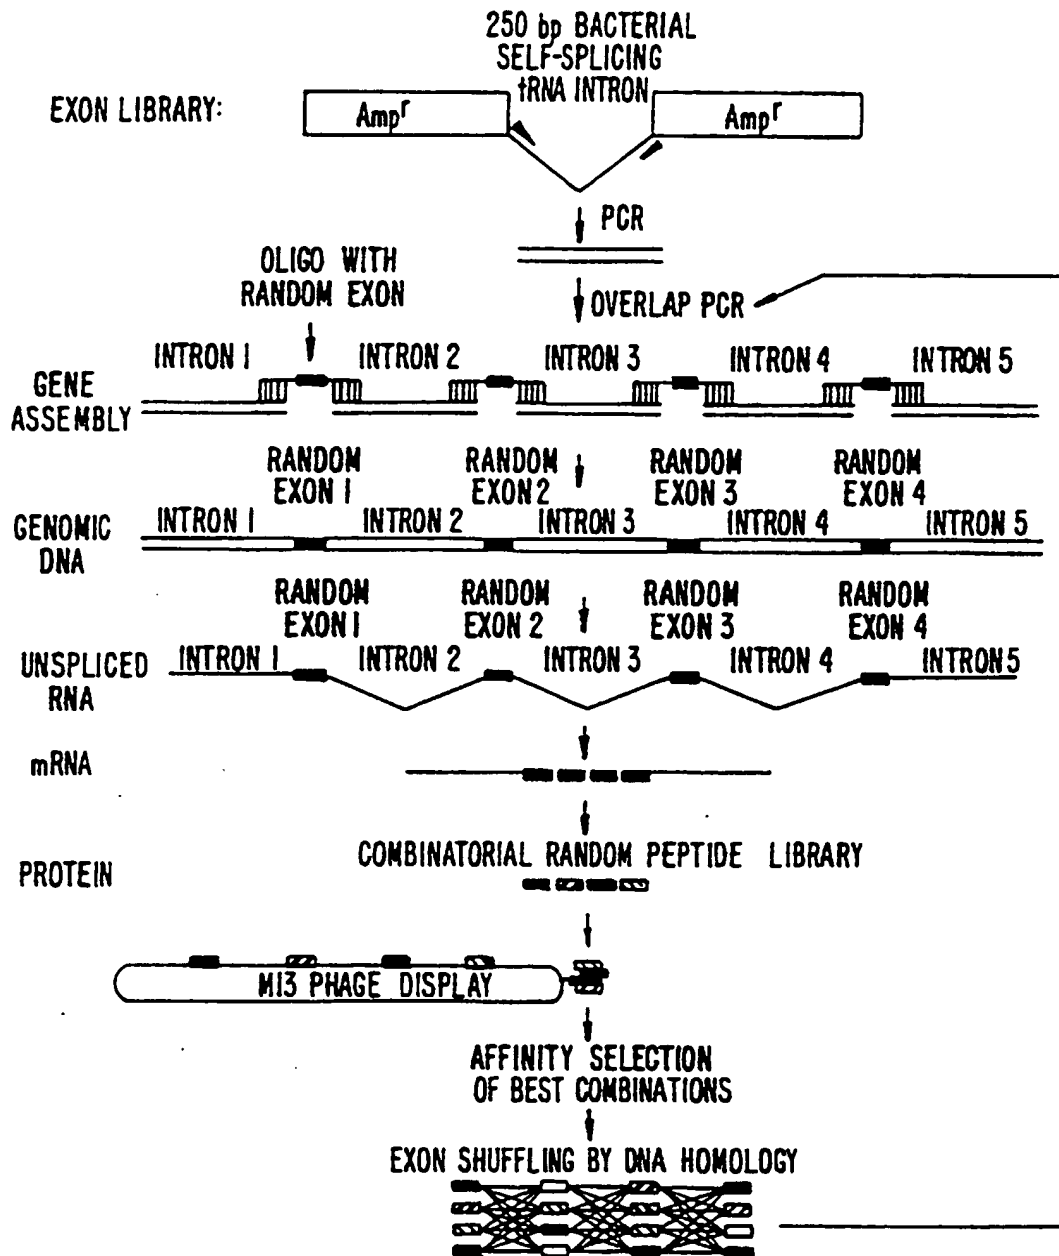 250 bp BACTERIAL
SELF-SPLICING
tRNA INTRON
EXON LIBRARY:
Ampr
Ampr
PCR
OLIGO WITH
RANDOM EXON
OVERLAP PCR
INTRON 1
INTRON 2
INTRON 3
INTRON 4
INTRON 5
GENE
ASSEMBLY
RANDOM
EXON 1
RANDOM
EXON 2
RANDOM
EXON 3
RANDOM
EXON 4
GENOMIC
DNA
INTRON 1
INTRON 2
INTRON 3
INTRON 4
INTRON 5
RANDOM
EXON 1
RANDOM
EXON 2
RANDOM
EXON 3
RANDOM
EXON 4
UNSPLICED
RNA
INTRON 1
INTRON 2
INTRON 3
INTRON 4
INTRON 5
mRNA
COMBINATORIAL RANDOM PEPTIDE LIBRARY
PROTEIN
M13 PHAGE DISPLAY
AFFINITY SELECTION
OF BEST COMBINATIONS
EXON SHUFFLING BY DNA HOMOLOGY